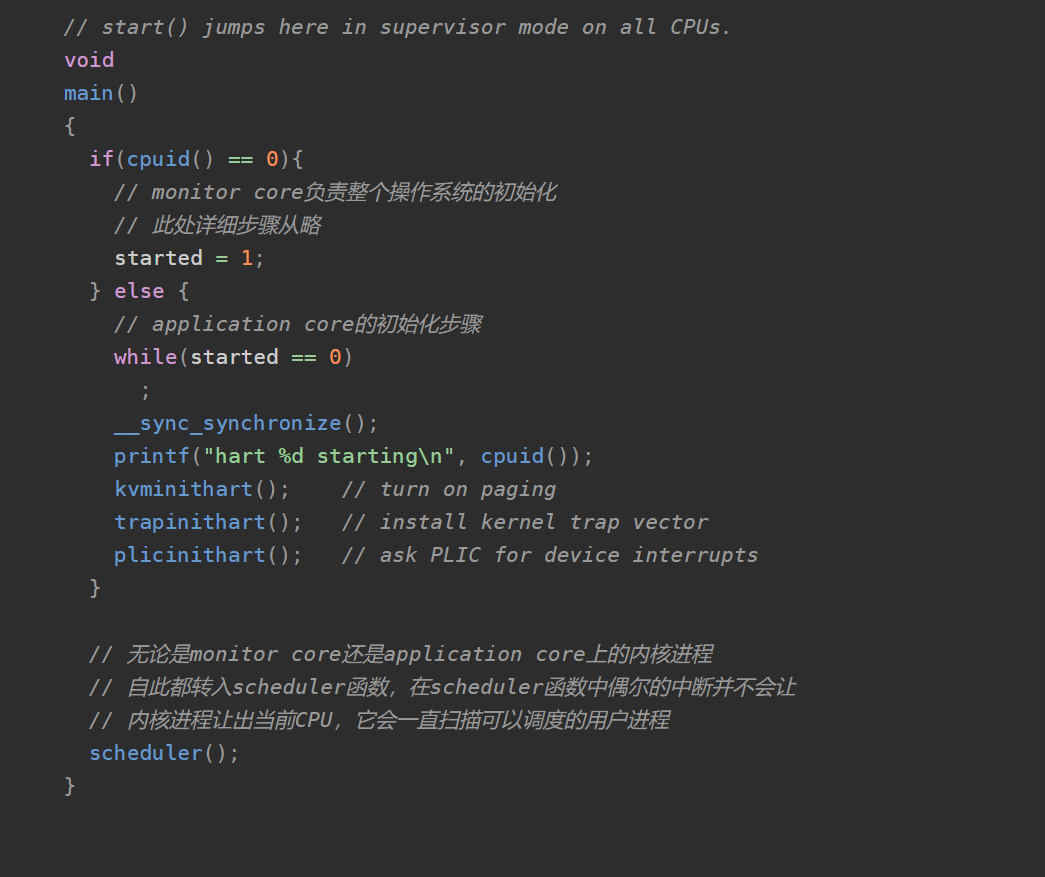 // start() jumps here in supervisor mode on all CPUs.
void
main()
{
  if(cpuid() == 0){
    // monitor core负责整个操作系统的初始化
    // 此处详细步骤从略
    started = 1;
  } else {
    // application core的初始化步骤
    while(started == 0)
      ;
    __sync_synchronize();
    printf("hart %d starting\n", cpuid());
    kvminithart();    // turn on paging
    trapinithart();   // install kernel trap vector
    plicinithart();   // ask PLIC for device interrupts
  }

  // 无论是monitor core还是application core上的内核进程
  // 自此都转入scheduler函数，在scheduler函数中偶尔的中断并不会让
  // 内核进程让出当前CPU，它会一直扫描可以调度的用户进程
  scheduler();
}